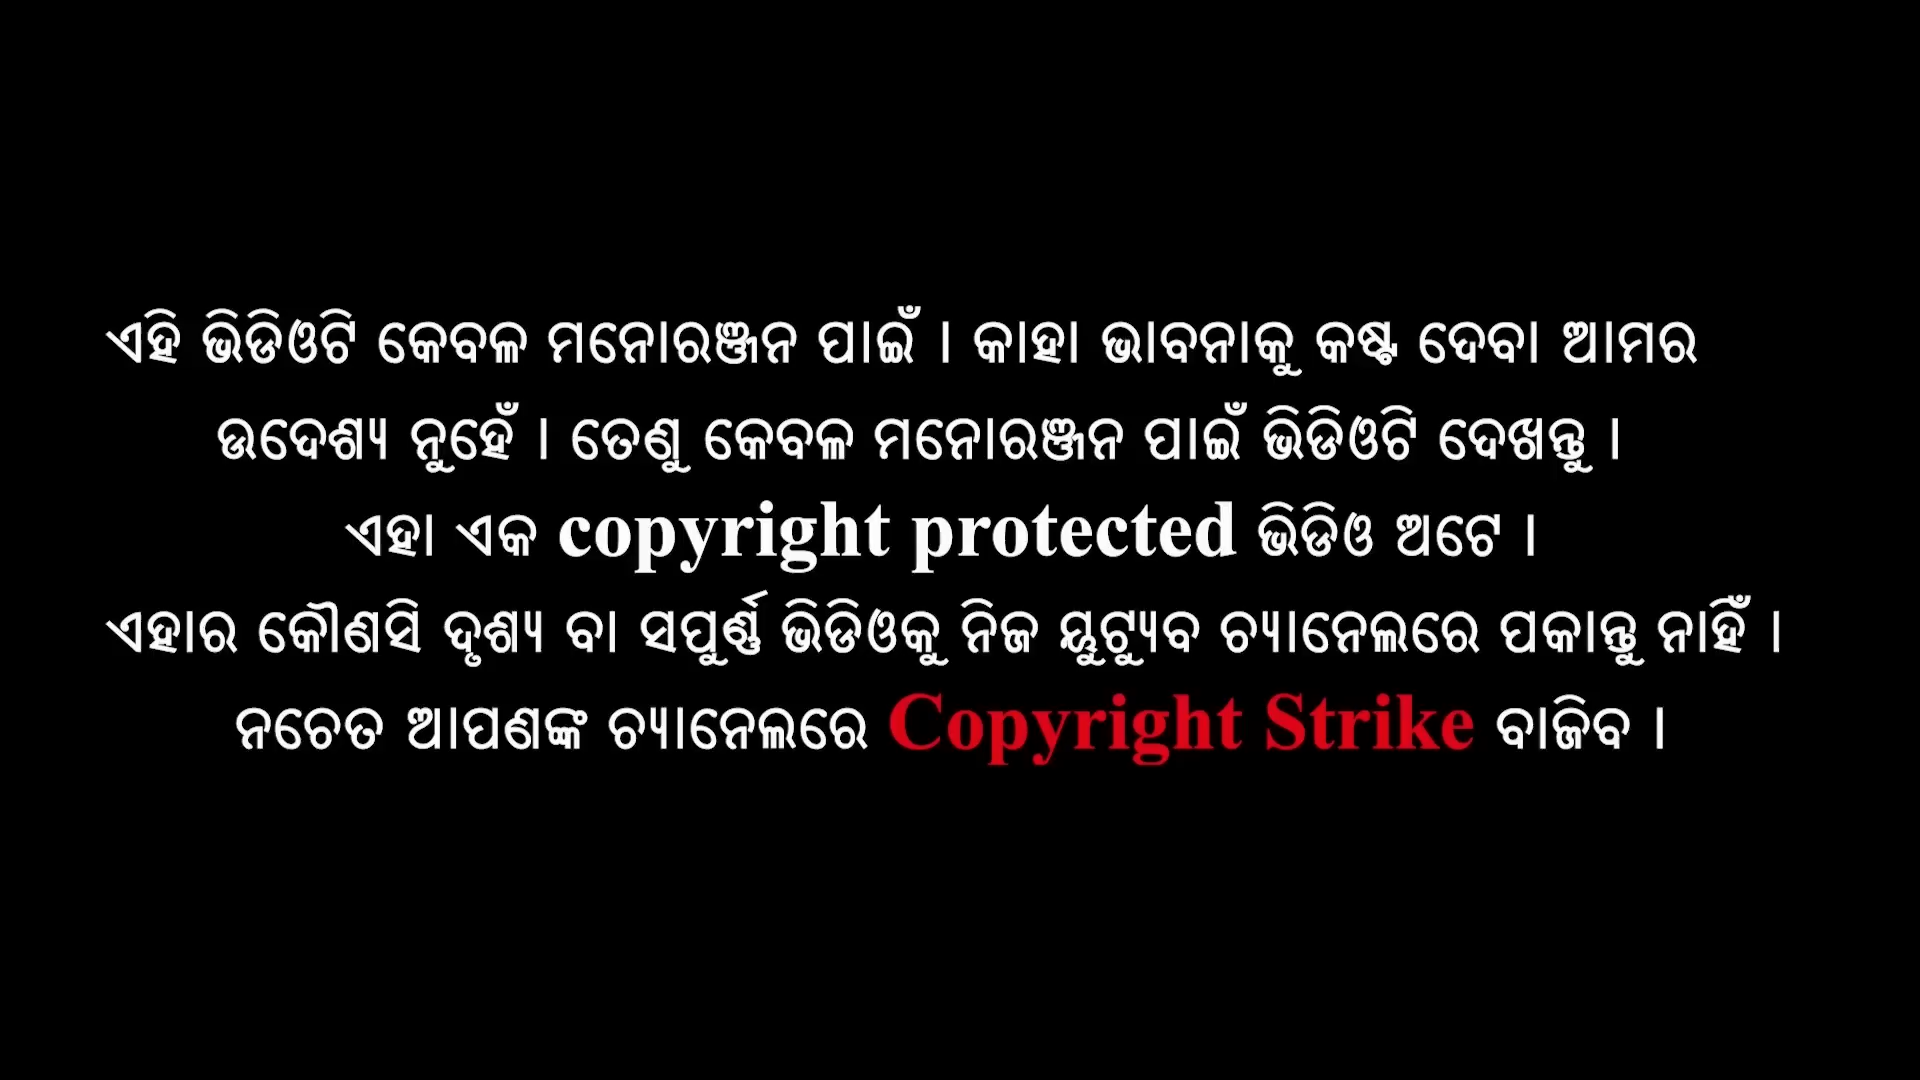 ଏହି ଭିଡିଓଟି କେବଳ ମନୋରଞ୍ଜନ ପାଇଁ । କାହା ଭାବନାକୁ କଷ୍ଟ ଦେବା ଆମର
ଉଦେଶ୍ୟ ନୁହେଁ । ତେଣୁ କେବଳ ମନୋରଞ୍ଜନ ପାଇଁ ଭିଡିଓଟି ଦେଖନ୍ତୁ ।
ଏହା ଏକ copyright protected ଭିଡିଓ ଅଟେ ।
ଏହାର କୌଣସି ଦୃଶ୍ୟ ବା ସପୁର୍ଣ୍ଣ ଭିଡିଓକୁ ନିଜ ୟୁଟ୍ୟୁବ ଚ୍ୟାନେଲରେ ପକାନ୍ତୁ ନାହିଁ ।
ନଚେତ ଆପଣଙ୍କ ଚ୍ୟାନେଲରେ Copyright Strike ବାଜିବ ।